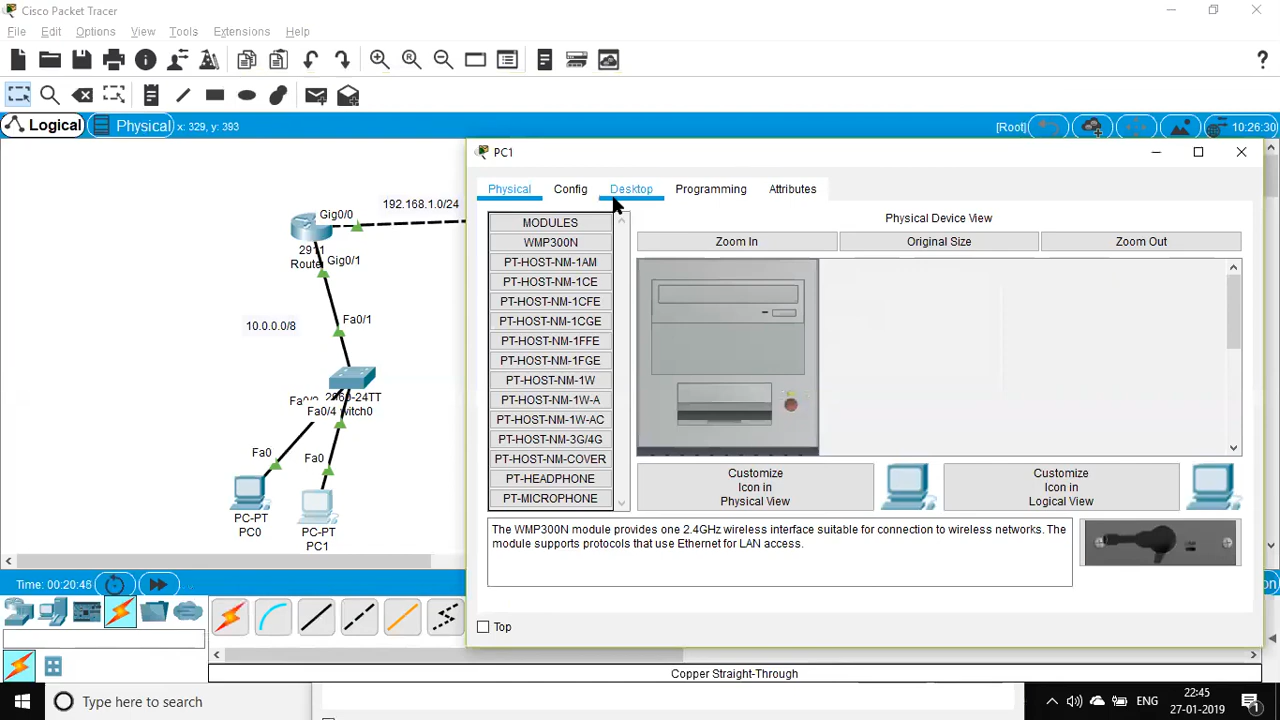 Cisco Packet Tracer
File Edit Options View Tools Extensions Help
Logical Physical x: 329, y: 393 [Root] 10:26:30
PC1
Physical Config Desktop Programming Attributes
MODULES
WMP300N
PT-HOST-NM-1AM
PT-HOST-NM-1CE
PT-HOST-NM-1CFE
PT-HOST-NM-1CGE
PT-HOST-NM-1FFE
PT-HOST-NM-1FGE
PT-HOST-NM-1W
PT-HOST-NM-1W-A
PT-HOST-NM-1W-AC
PT-HOST-NM-3G/4G
PT-HOST-NM-COVER
PT-HEADPHONE
PT-MICROPHONE
Physical Device View
Zoom In Original Size Zoom Out
Customize
Icon in
Physical View
Customize
Icon in
Logical View
The WMP300N module provides one 2.4GHz wireless interface suitable for connection to wireless networks. The
module supports protocols that use Ethernet for LAN access.
Top
192.168.1.0/24
Gig0/0
2911
Gig0/1
10.0.0.0/8
Fa0/1
2960-24TT
Fa0/4
Fa0 Fa0
PC-PT
PC0
PC-PT
PC1
Time: 00:20:46
Copper Straight-Through
Type here to search
ENG
22:45
27-01-2019
1